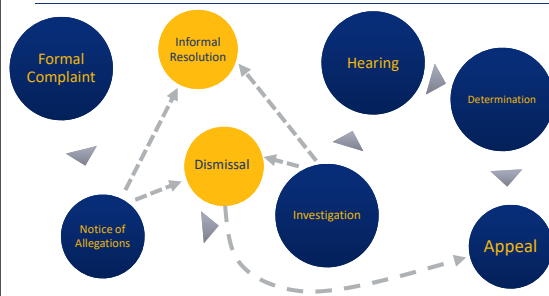 Formal
Complaint
Informal
Resolution
Hearing
Determination
Dismissal
Notice of
Allegations
Investigation
Appeal